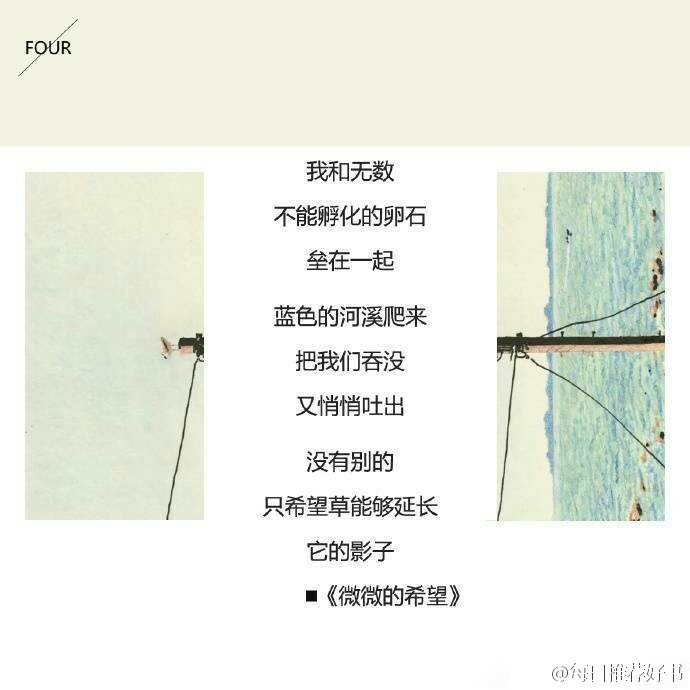 FOUR
我和无数
不能孵化的卵石
垒在一起
蓝色的河溪爬来
把我们吞没
又悄悄吐出
没有别的
只希望草能够延长
它的影子
■《微微的希望》
@每日推荐好书